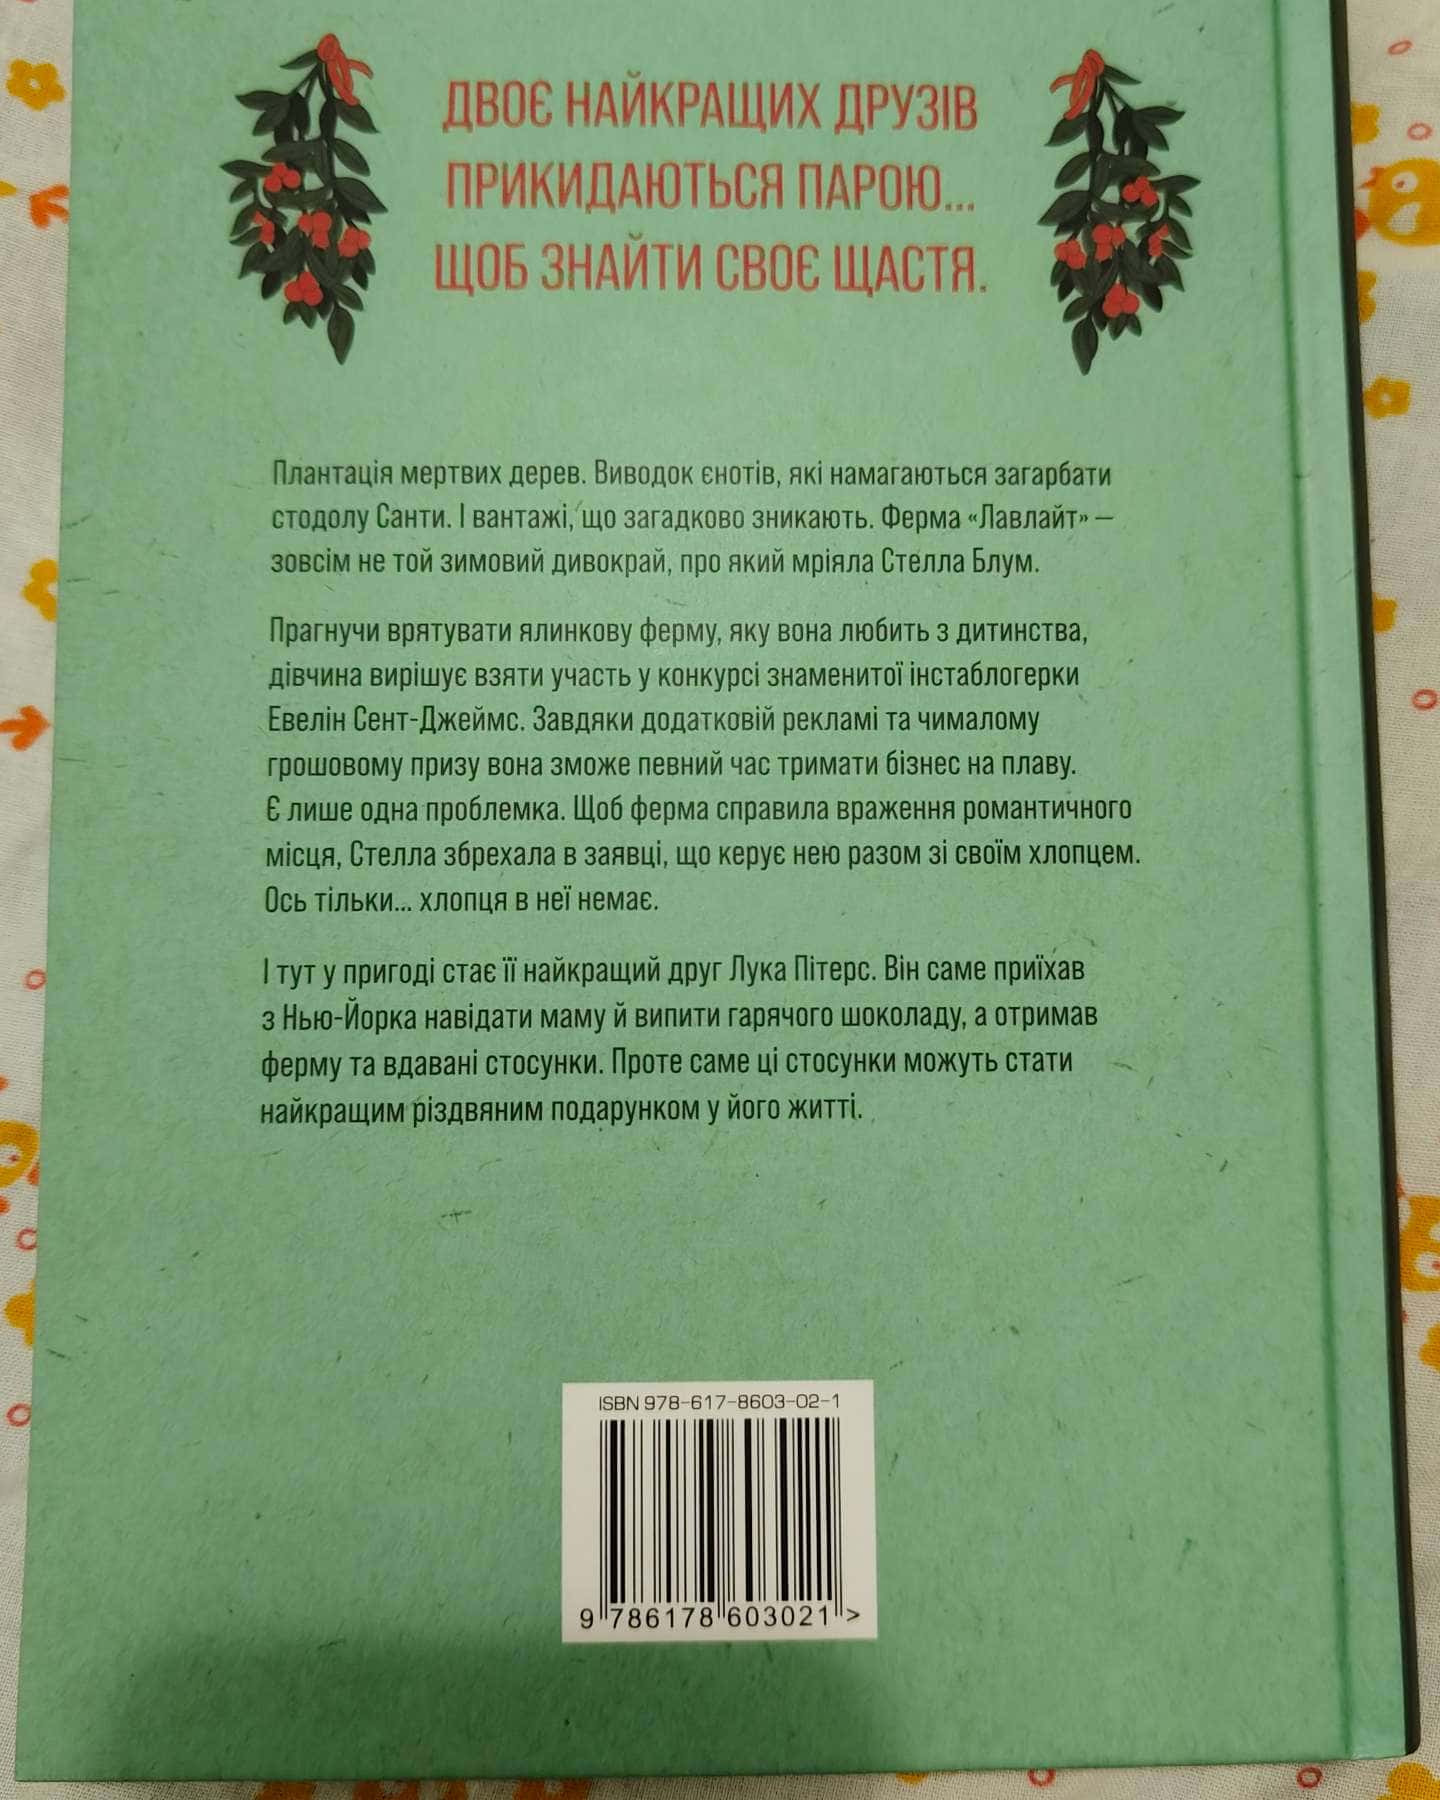 ДВОЄ НАЙКРАЩИХ ДРУЗІВ
ПРИКИДАЮТЬСЯ ПАРОЮ...
ЩОБ ЗНАЙТИ СВОЄ ЩАСТЯ.
Плантація мертвих дерев. Виводок єнотів, які намагаються загарбати
стодолу Санти. І вантажі, що загадково зникають. Ферма «Лавлайт» —
зовсім не той зимовий дивокрай, про який мріяла Стелла Блум.
Прагнучи врятувати ялинкову ферму, яку вона любить з дитинства,
дівчина вирішує взяти участь у конкурсі знаменитої інстаблогерки
Евелін Сент-Джеймс. Завдяки додатковій рекламі та чималому
грошовому призу вона зможе певний час тримати бізнес на плаву.
Є лише одна проблемка. Щоб ферма справила враження романтичного
місця, Стелла збрехала в заявці, що керує нею разом зі своїм хлопцем.
Ось тільки... хлопця в неї немає.
І тут у пригоді стає її найкращий друг Лука Пітерс. Він саме приїхав
з Нью-Йорка навідати маму й випити гарячого шоколаду, а отримав
ферму та вдавані стосунки. Проте саме ці стосунки можуть стати
найкращим різдвяним подарунком у його житті.
ISBN 978-617-8603-02-1
9 786178 603021 >